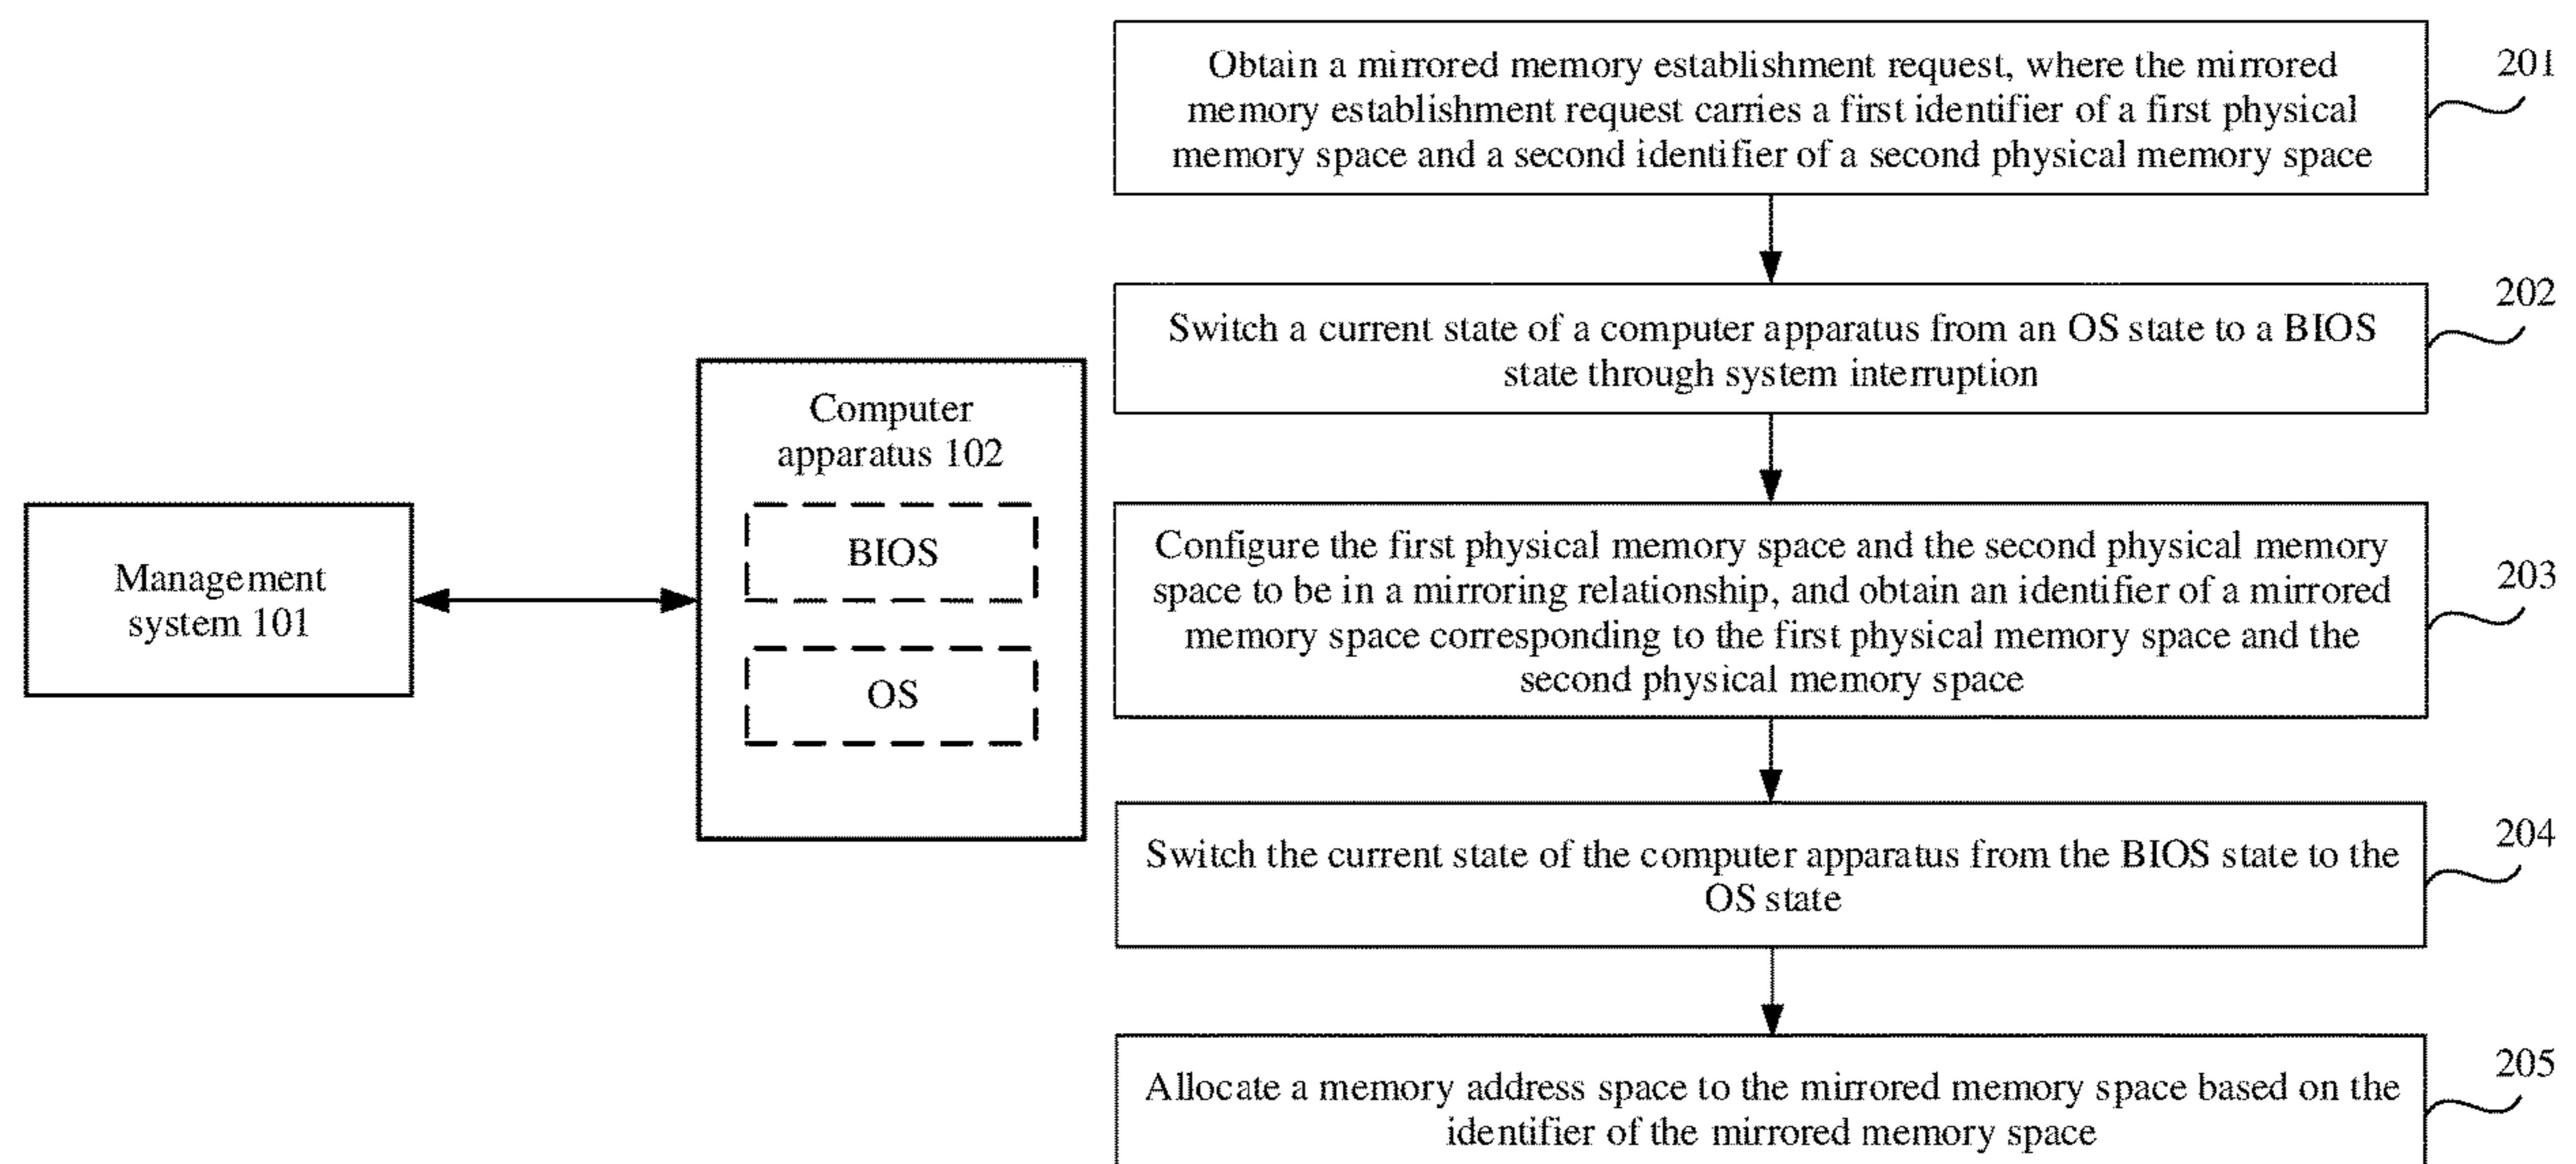 Management
system 101
Computer
apparatus 102
BIOS
OS
Obtain a mirrored memory establishment request, where the mirrored
memory establishment request carries a first identifier of a first physical
memory space and a second identifier of a second physical memory space
201
Switch a current state of a computer apparatus from an OS state to a BIOS
state through system interruption
202
Configure the first physical memory space and the second physical memory
space to be in a mirroring relationship, and obtain an identifier of a mirrored
memory space corresponding to the first physical memory space and the
second physical memory space
203
Switch the current state of the computer apparatus from the BIOS state to the
OS state
204
Allocate a memory address space to the mirrored memory space based on the
identifier of the mirrored memory space
205